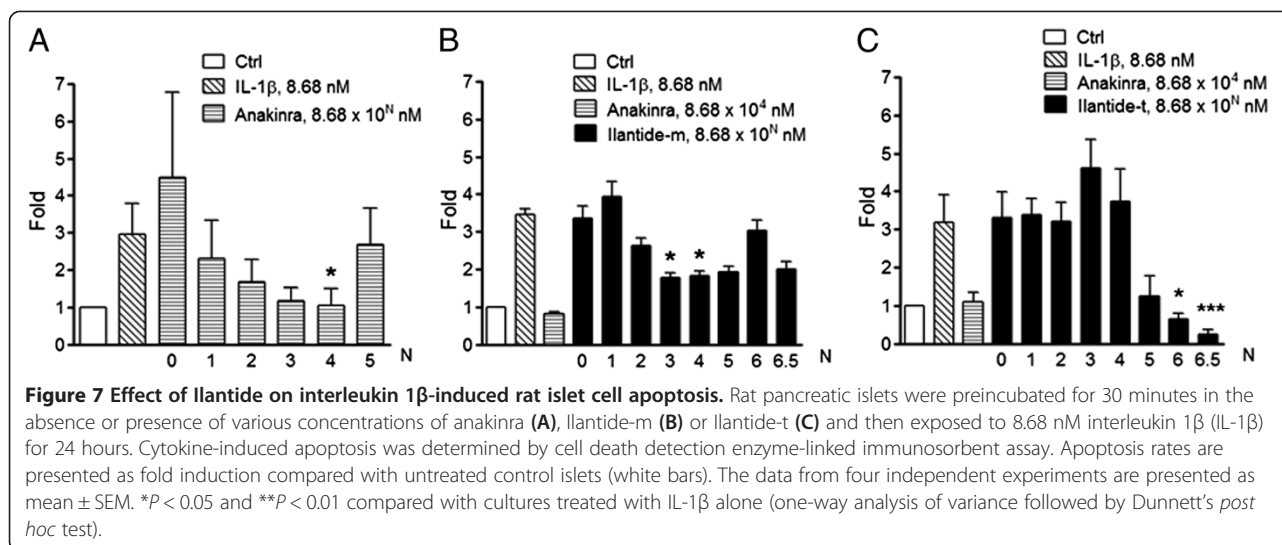 A
Ctrl
IL-1β, 8.68 nM
Anakinra, 8.68 x 10ᴺ nM
Fold
7
6
5
4
3
2
1
0
*
0 1 2 3 4 5 N
B
Ctrl
IL-1β, 8.68 nM
Anakinra, 8.68 x 10⁴ nM
Ilantide-m, 8.68 x 10ᴺ nM
Fold
7
6
5
4
3
2
1
0
* *
0 1 2 3 4 5 6 6.5 N
C
Ctrl
IL-1β, 8.68 nM
Anakinra, 8.68 x 10⁴ nM
Ilantide-t, 8.68 x 10ᴺ nM
Fold
7
6
5
4
3
2
1
0
* ***
0 1 2 3 4 5 6 6.5 N
Figure 7 Effect of Ilantide on interleukin 1β-induced rat islet cell apoptosis. Rat pancreatic islets were preincubated for 30 minutes in the
absence or presence of various concentrations of anakinra (A), Ilantide-m (B) or Ilantide-t (C) and then exposed to 8.68 nM interleukin 1β (IL-1β)
for 24 hours. Cytokine-induced apoptosis was determined by cell death detection enzyme-linked immunosorbent assay. Apoptosis rates are
presented as fold induction compared with untreated control islets (white bars). The data from four independent experiments are presented as
mean ± SEM. *P < 0.05 and **P < 0.01 compared with cultures treated with IL-1β alone (one-way analysis of variance followed by Dunnett's post
hoc test).